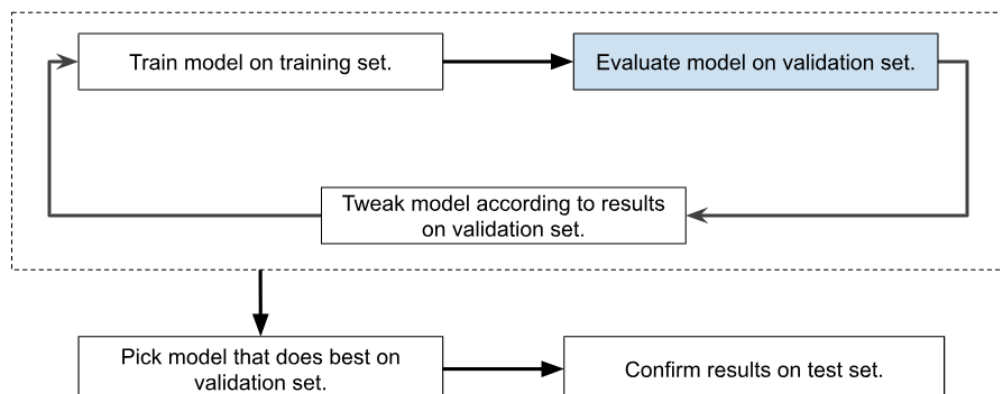 Train model on training set.
Evaluate model on validation set.
Tweak model according to results
on validation set.
Pick model that does best on
validation set.
Confirm results on test set.